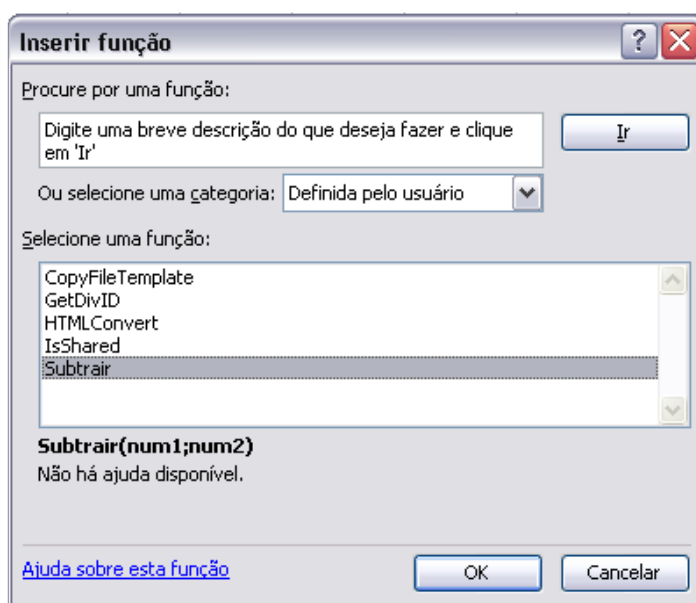 Inserir função
Procure por uma função:
Digite uma breve descrição do que deseja fazer e clique
em 'Ir'
Ir
Ou selecione uma categoria: Definida pelo usuário
Selecione uma função:
CopyFileTemplate
GetDivID
HTMLConvert
IsShared
Subtrair
Subtrair(num1;num2)
Não há ajuda disponível.
Ajuda sobre esta função
OK
Cancelar